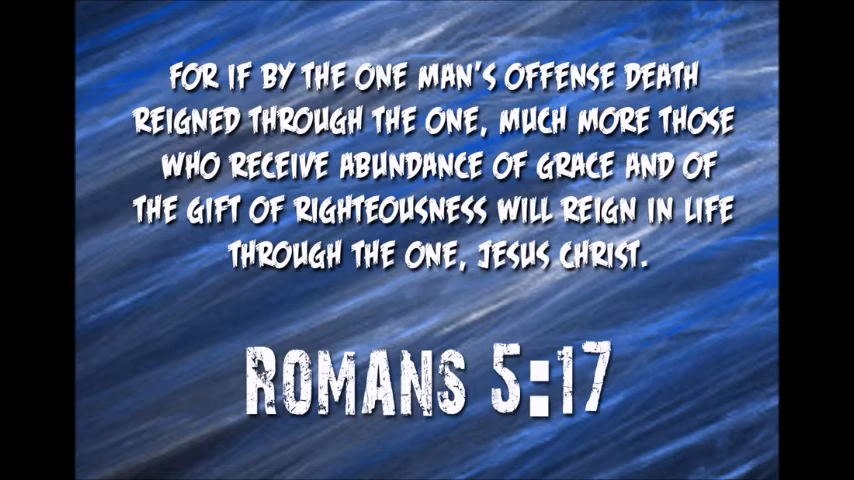 FOR IF BY THE ONE MAN'S OFFENSE DEATH
REIGNED THROUGH THE ONE, MUCH MORE THOSE
WHO RECEIVE ABUNDANCE OF GRACE AND OF
THE GIFT OF RIGHTEOUSNESS WILL REIGN IN LIFE
THROUGH THE ONE, JESUS CHRIST.
ROMANS 5:17